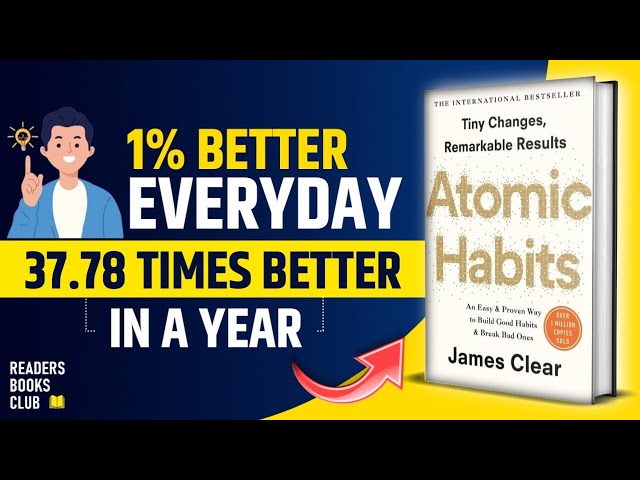 1% BETTER
EVERYDAY
37.78 TIMES BETTER
IN A YEAR
READERS
BOOKS
CLUB
THE INTERNATIONAL BESTSELLER
Tiny Changes,
Remarkable Results
Atomic
Habits
An Easy & Proven Way
to Build Good Habits
& Break Bad Ones
OVER
1 MILLION
COPIES
SOLD
James Clear